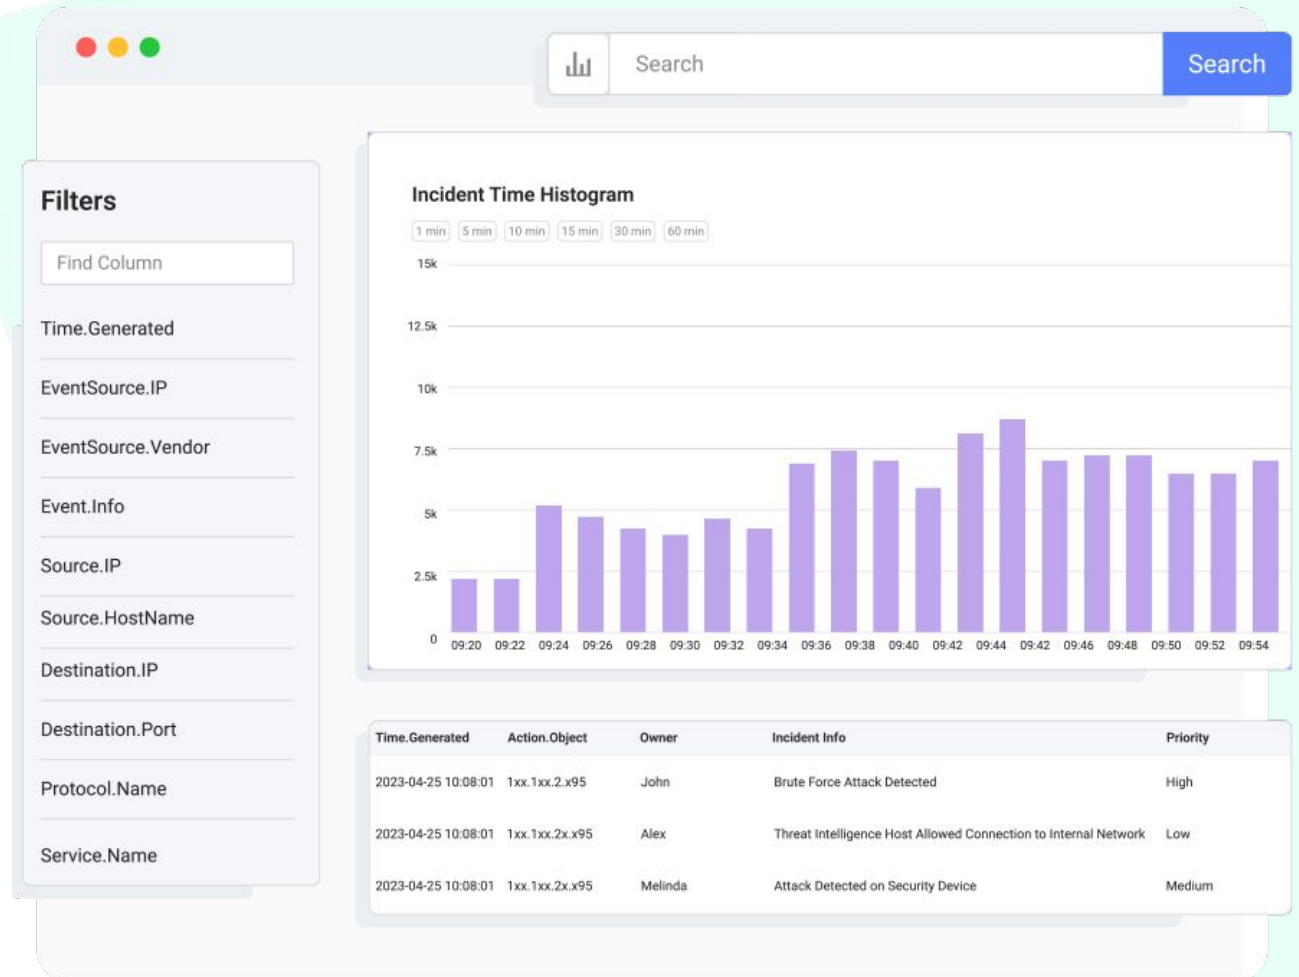 Search Search
Filters
Find Column
Time.Generated
EventSource.IP
EventSource.Vendor
Event.Info
Source.IP
Source.HostName
Destination.IP
Destination.Port
Protocol.Name
Service.Name
Incident Time Histogram
1 min 5 min 10 min 15 min 30 min 60 min
15k
12.5k
10k
7.5k
5k
2.5k
0
09:20 09:22 09:24 09:26 09:28 09:30 09:32 09:34 09:36 09:38 09:40 09:42 09:44 09:42 09:46 09:48 09:50 09:52 09:54
Time.Generated Action.Object Owner Incident Info Priority
2023-04-25 10:08:01 1xx.1xx.2.x95 John Brute Force Attack Detected High
2023-04-25 10:08:01 1xx.1xx.2x.x95 Alex Threat Intelligence Host Allowed Connection to Internal Network Low
2023-04-25 10:08:01 1xx.1xx.2x.x95 Melinda Attack Detected on Security Device Medium